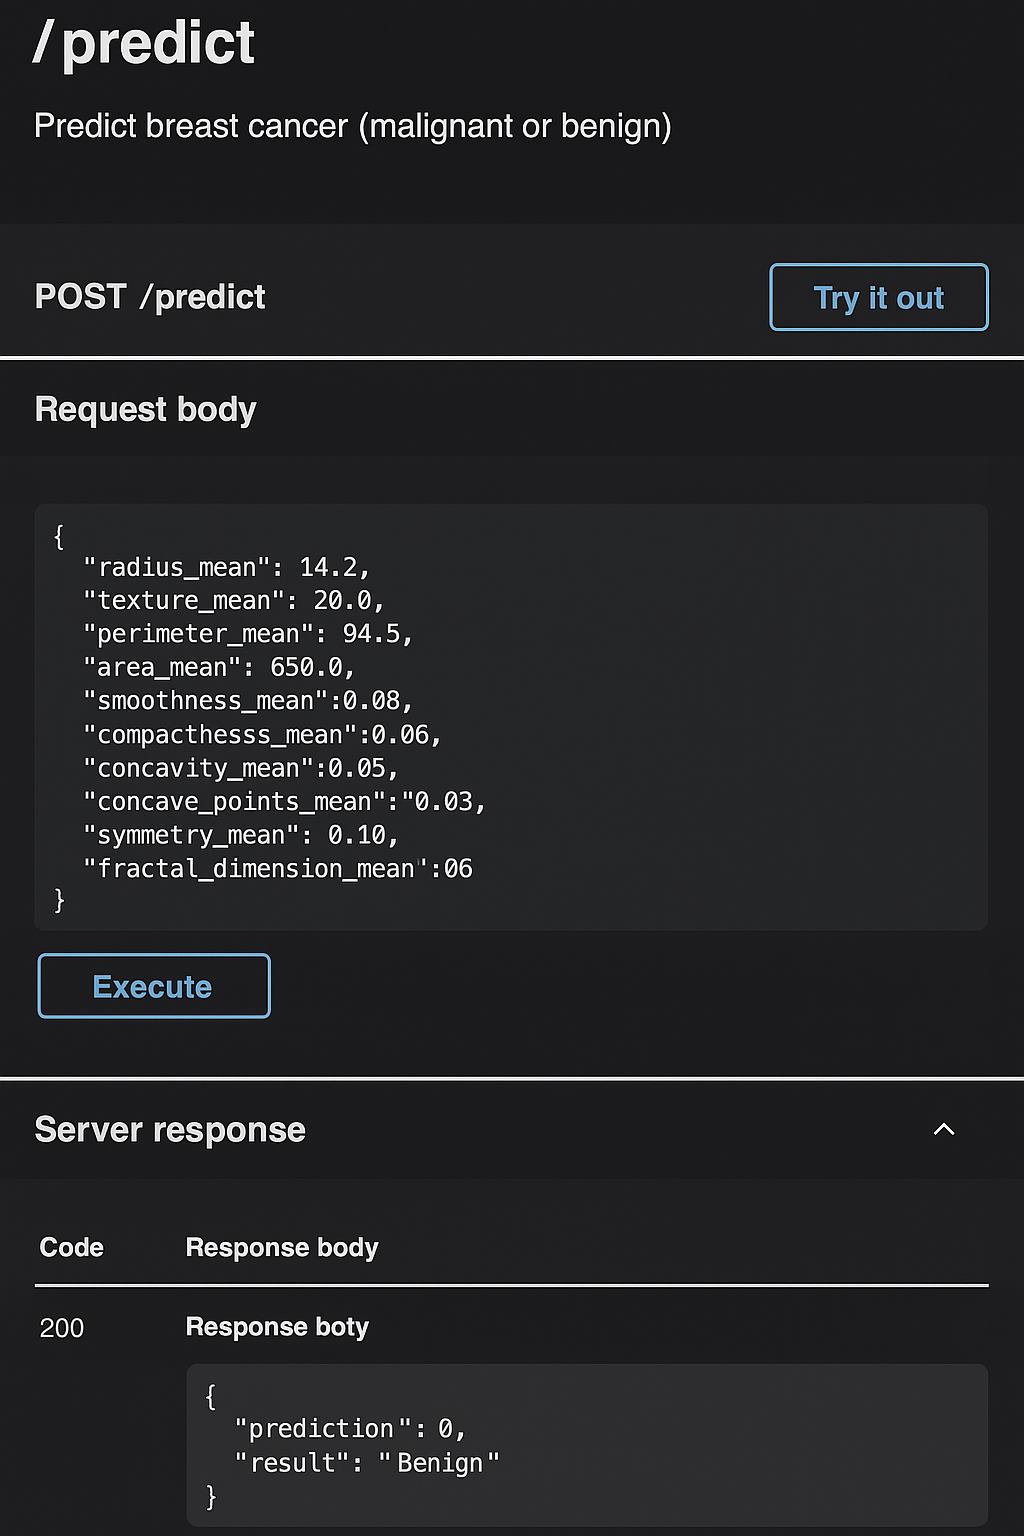 /predict
Predict breast cancer (malignant or benign)
POST /predict
Try it out
Request body
{
"radius_mean": 14.2,
"texture_mean": 20.0,
"perimeter_mean": 94.5,
"area_mean": 650.0,
"smoothness_mean":0.08,
"compacthesss_mean":0.06,
"concavity_mean":0.05,
"concave_points_mean":"0.03,
"symmetry_mean": 0.10,
"fractal_dimension_mean":06
}
Execute
Server response
Code Response body
200 Response boty
{
"prediction": 0,
"result": "Benign"
}